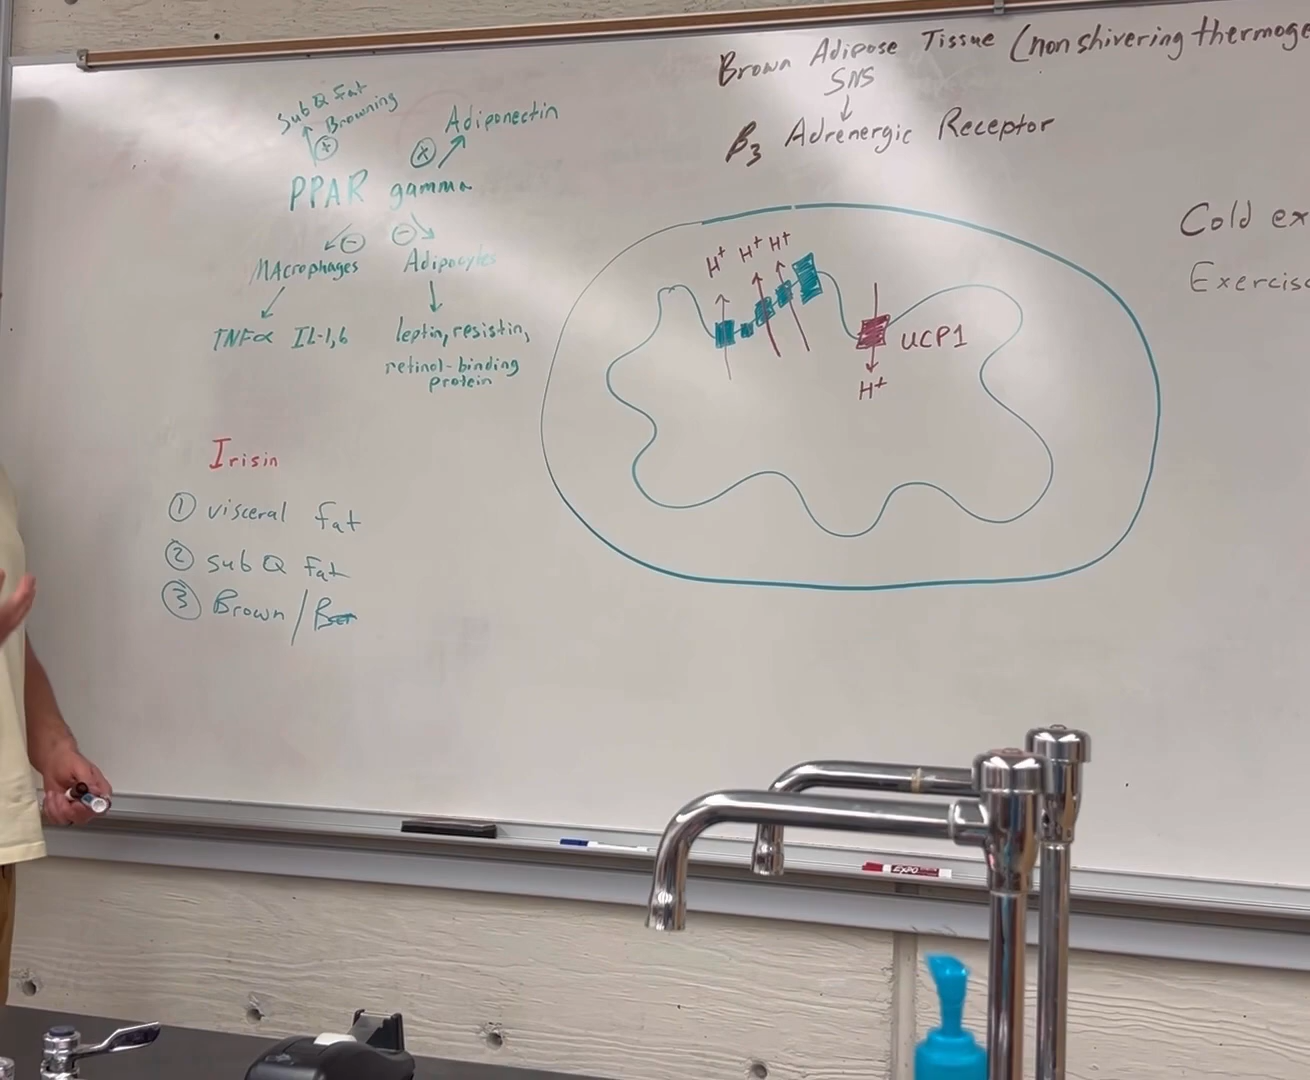 Brown Adipose Tissue (nonshivering thermoge
SNS
β3 Adrenergic Receptor
Sub Q Fat
Browning
+
+
Adiponectin
PPAR gamma
-
-
Macrophages
Adipocytes
TNFα IL-1,6
leptin, resistin,
retinol-binding
protein
Irisin
① visceral fat
② sub Q fat
③ Brown/
H+
H+
H+
UCP1
H+
Cold ex
Exercis
EXPO